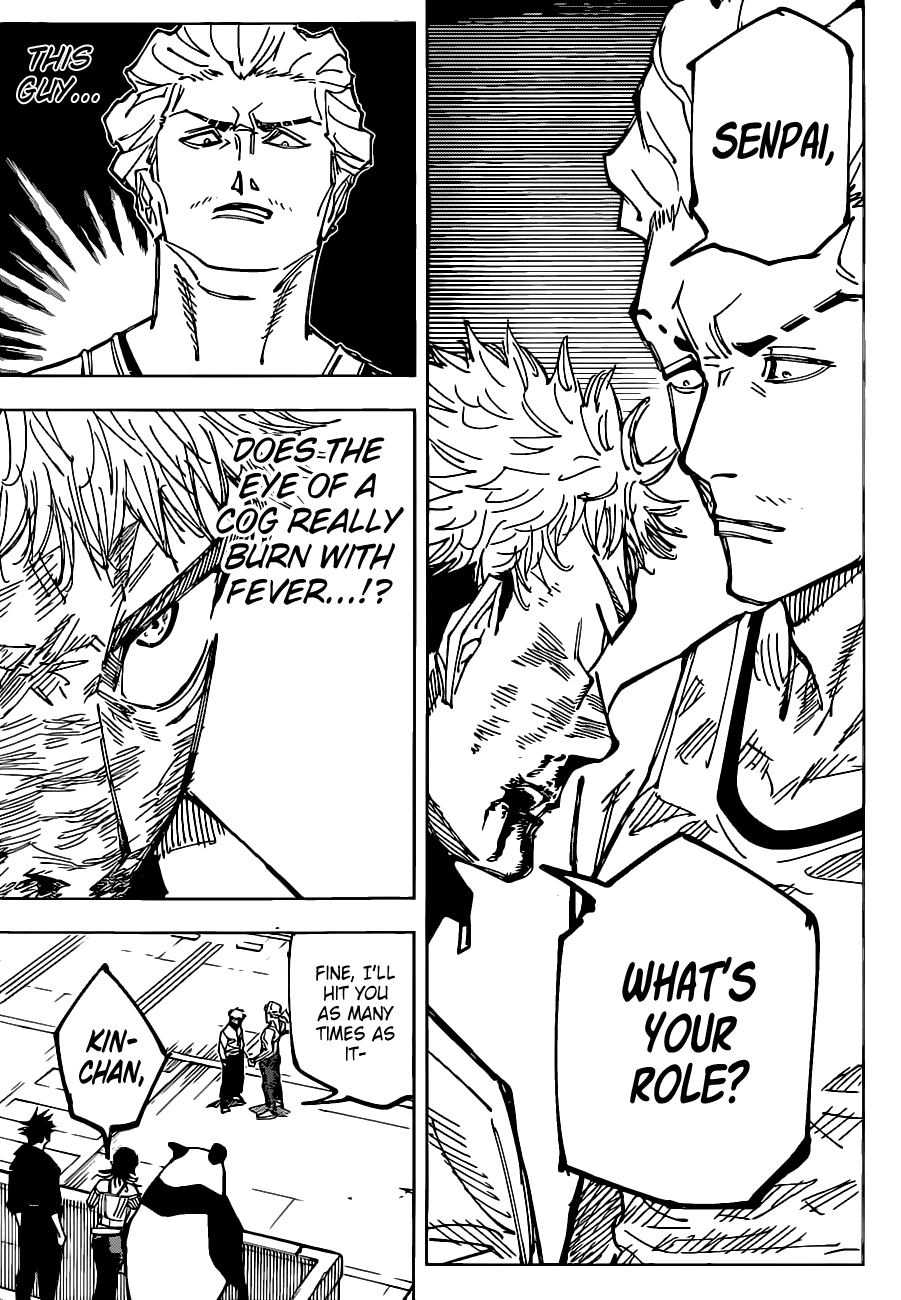 SENPAI,
WHAT'S
YOUR
ROLE?
THIS
GUY...
DOES THE
EYE OF A
COG REALLY
BURN WITH
FEVER...!?
FINE, I'LL
HIT YOU
AS MANY
TIMES AS
IT-
KIN-
CHAN,